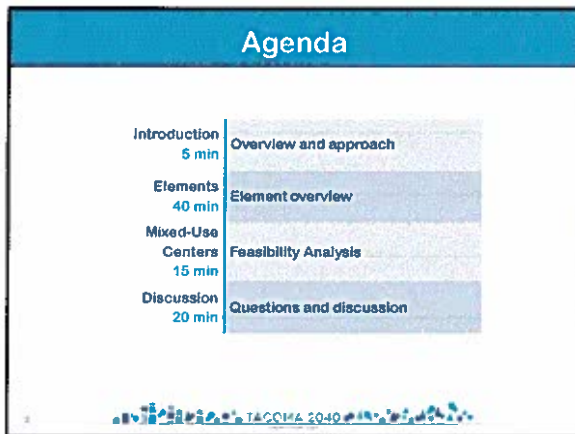 Agenda
Introduction
5 min
Overview and approach
Elements
40 min
Element overview
Mixed-Use
Centers
15 min
Feasibility Analysis
Discussion
20 min
Questions and discussion
TACOMA 2040